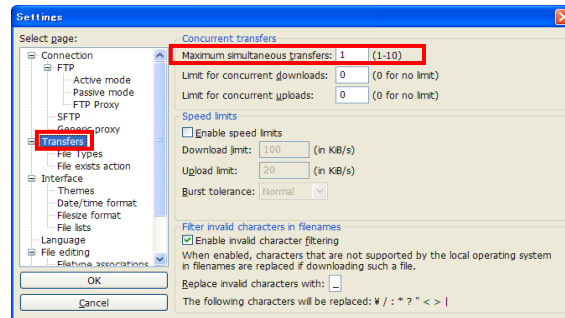 Settings
Select page:
Connection
FTP
Active mode
Passive mode
FTP Proxy
SFTP
Generic proxy
Transfers
File Types
File exists action
Interface
Themes
Date/time format
Filesize format
File lists
Language
File editing
Filetype associations
OK
Cancel
Concurrent transfers
Maximum simultaneous transfers: 1 (1-10)
Limit for concurrent downloads: 0 (0 for no limit)
Limit for concurrent uploads: 0 (0 for no limit)
Speed limits
Enable speed limits
Download limit: 100 (in KiB/s)
Upload limit: 20 (in KiB/s)
Burst tolerance: Normal
Filter invalid characters in filenames
Enable invalid character filtering
When enabled, characters that are not supported by the local operating system
in filenames are replaced if downloading such a file.
Replace invalid characters with: _
The following characters will be replaced: ¥ / : * ? " < > |